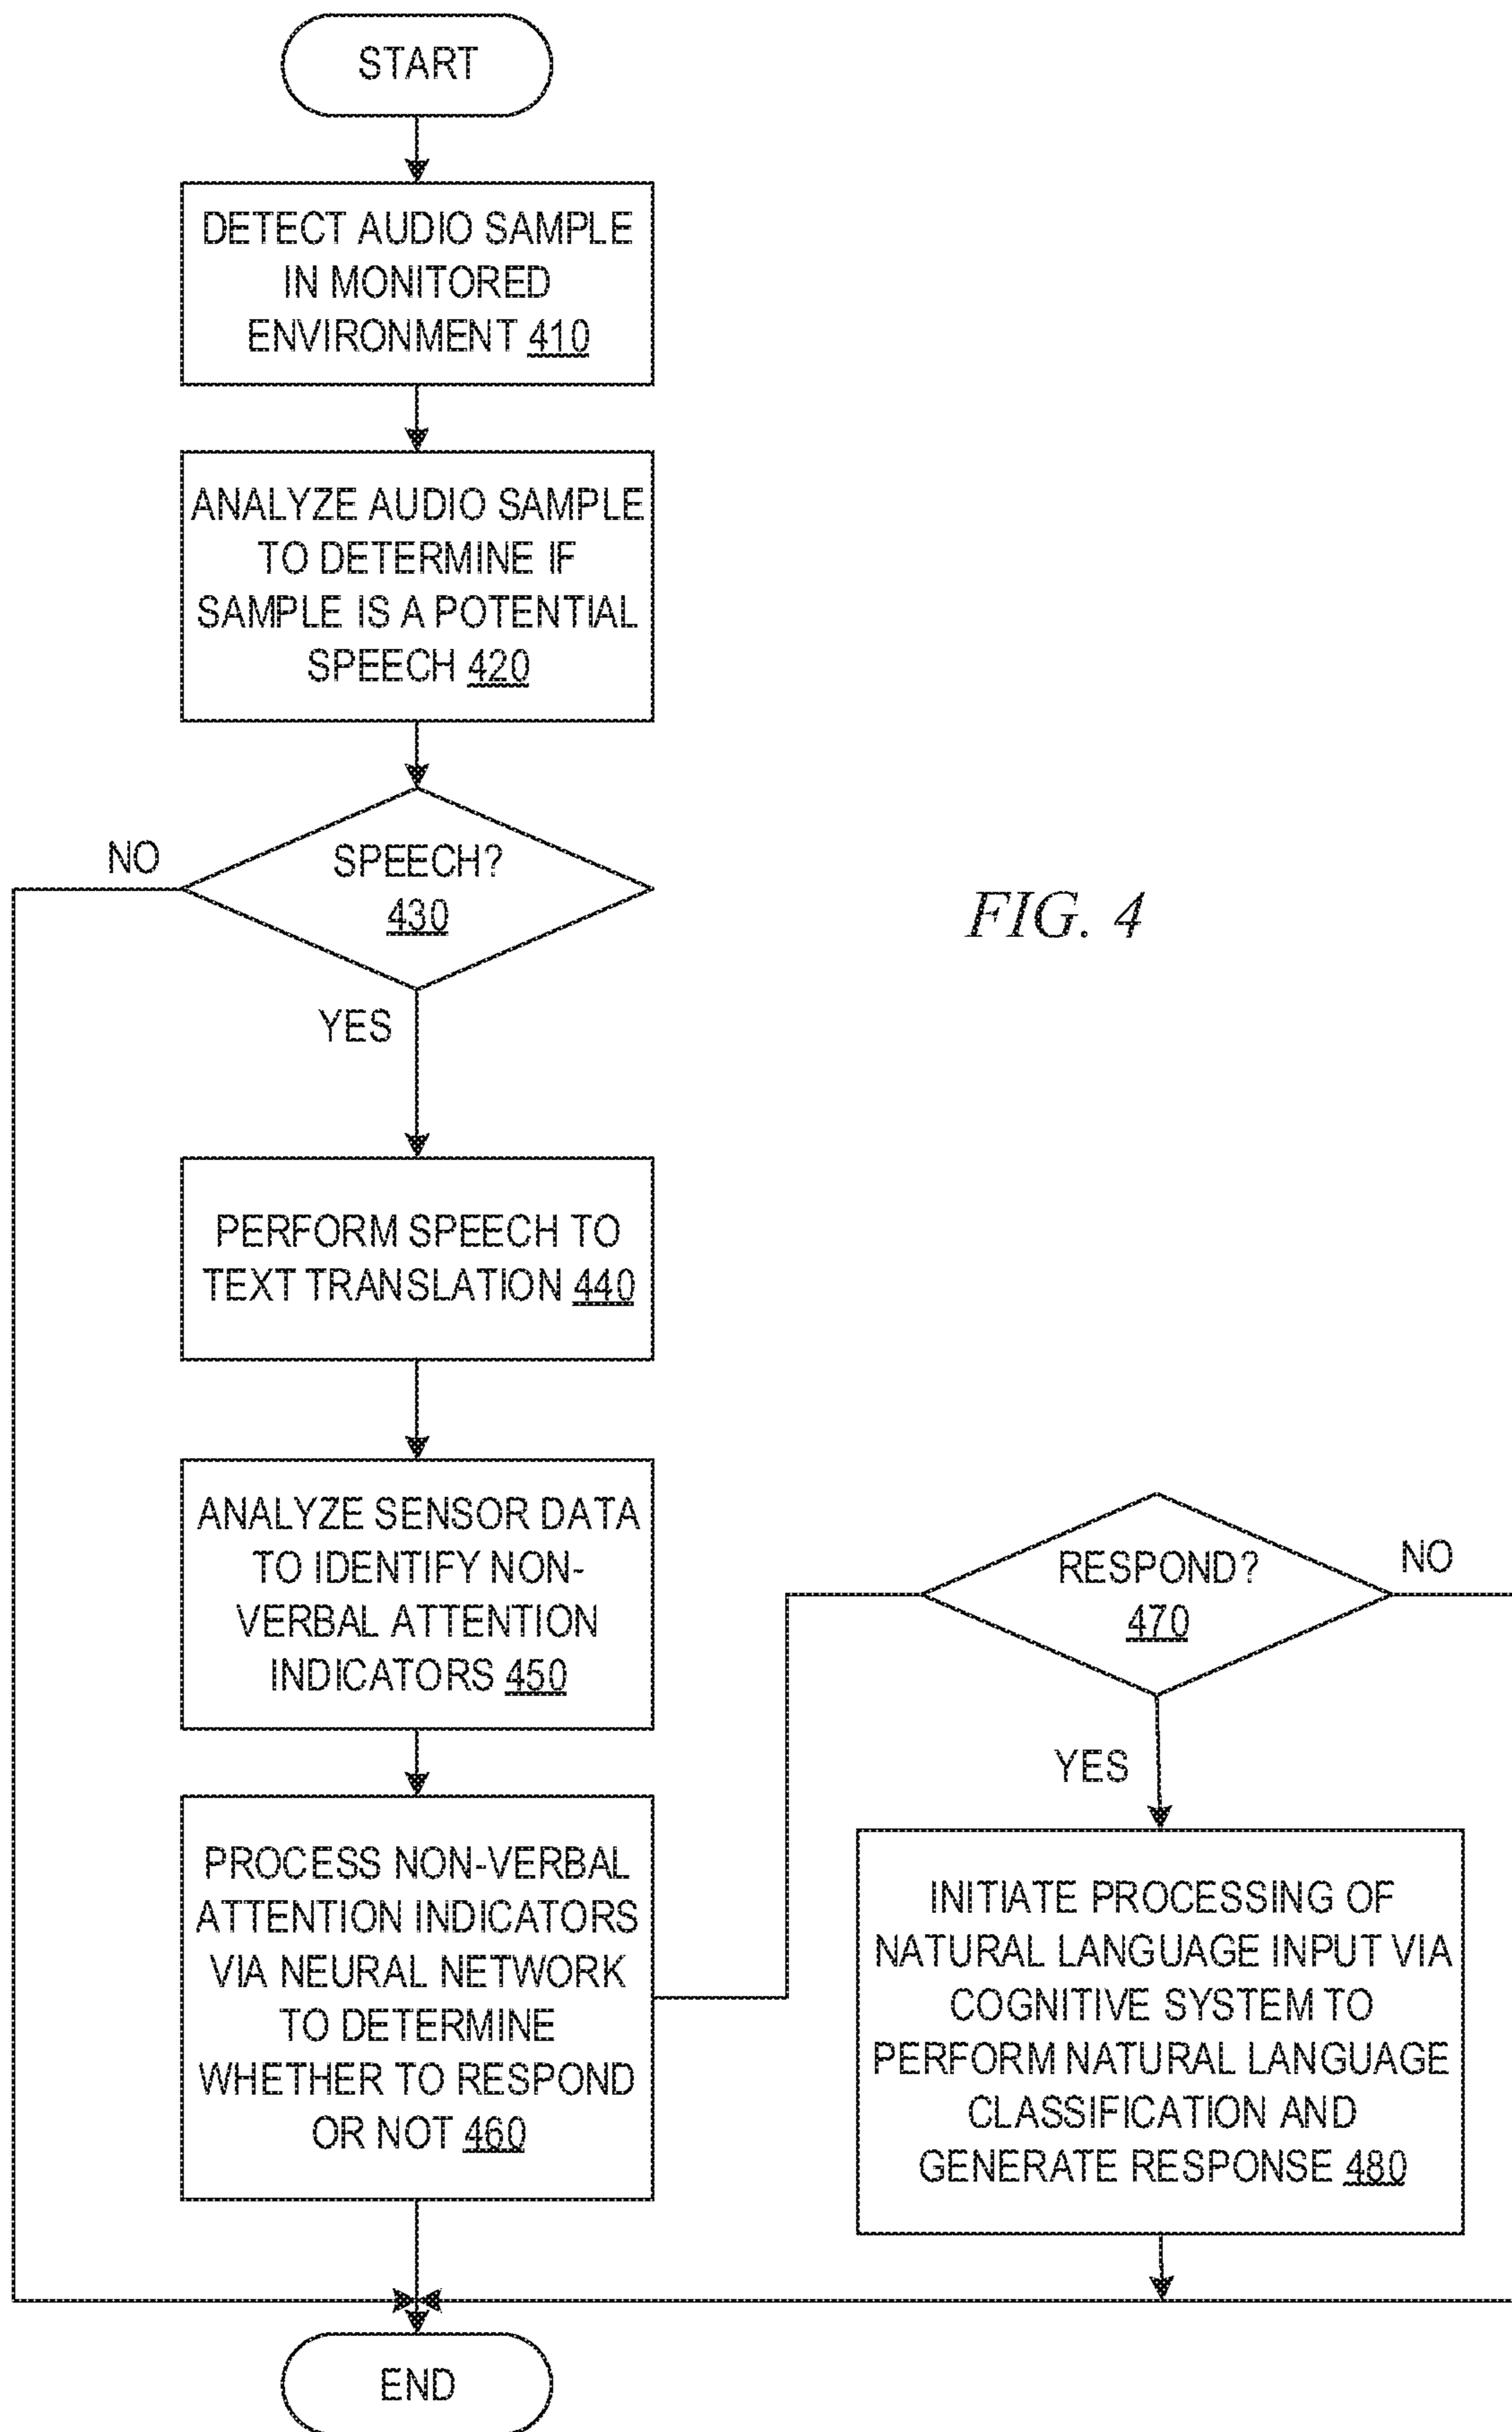 START
DETECT AUDIO SAMPLE
IN MONITORED
ENVIRONMENT 410
ANALYZE AUDIO SAMPLE
TO DETERMINE IF
SAMPLE IS A POTENTIAL
SPEECH 420
NO
SPEECH?
430
FIG. 4
YES
PERFORM SPEECH TO
TEXT TRANSLATION 440
ANALYZE SENSOR DATA
TO IDENTIFY NON-
VERBAL ATTENTION
INDICATORS 450
PROCESS NON-VERBAL
ATTENTION INDICATORS
VIA NEURAL NETWORK
TO DETERMINE
WHETHER TO RESPOND
OR NOT 460
RESPOND?
470
NO
YES
INITIATE PROCESSING OF
NATURAL LANGUAGE INPUT VIA
COGNITIVE SYSTEM TO
PERFORM NATURAL LANGUAGE
CLASSIFICATION AND
GENERATE RESPONSE 480
END